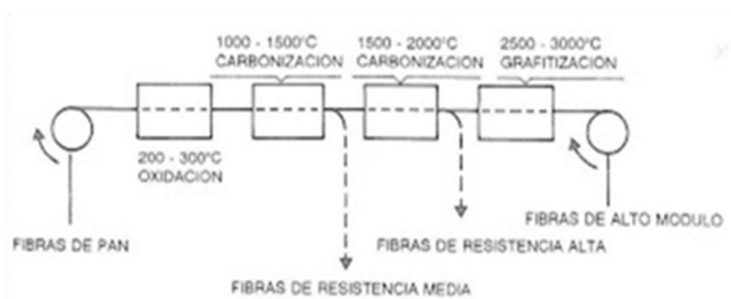 1000 - 1500°C
CARBONIZACION
1500 - 2000°C
CARBONIZACION
2500 - 3000°C
GRAFITIZACION
200 - 300°C
OXIDACION
FIBRAS DE PAN
FIBRAS DE RESISTENCIA MEDIA
FIBRAS DE RESISTENCIA ALTA
FIBRAS DE ALTO MODULO